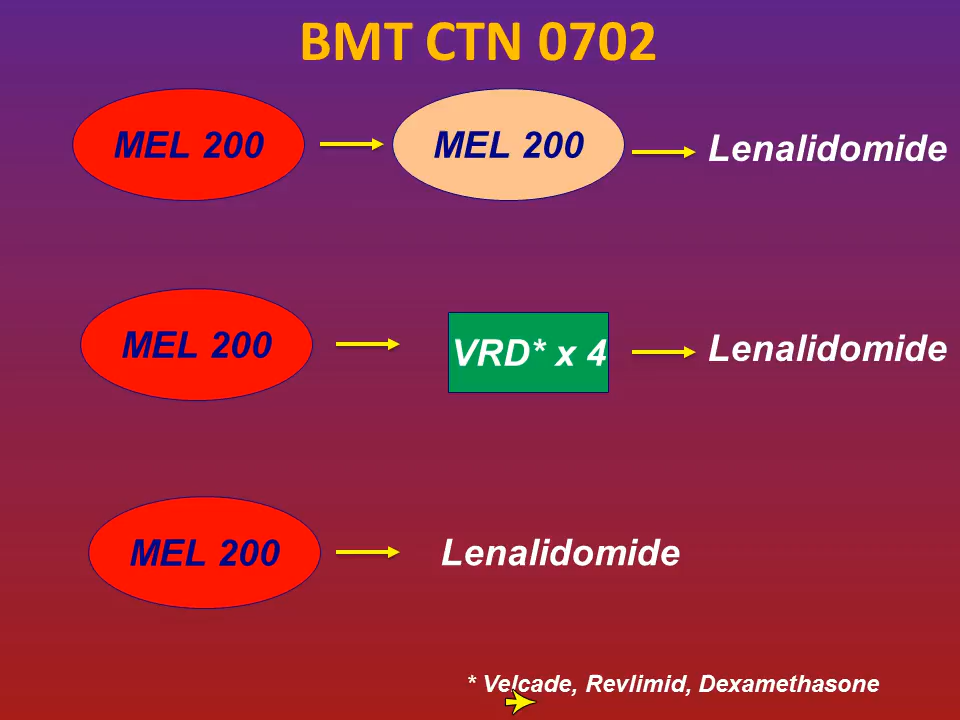 BMT CTN 0702
MEL 200 MEL 200 Lenalidomide
MEL 200 VRD* x 4 Lenalidomide
MEL 200 Lenalidomide
* Velcade, Revlimid, Dexamethasone